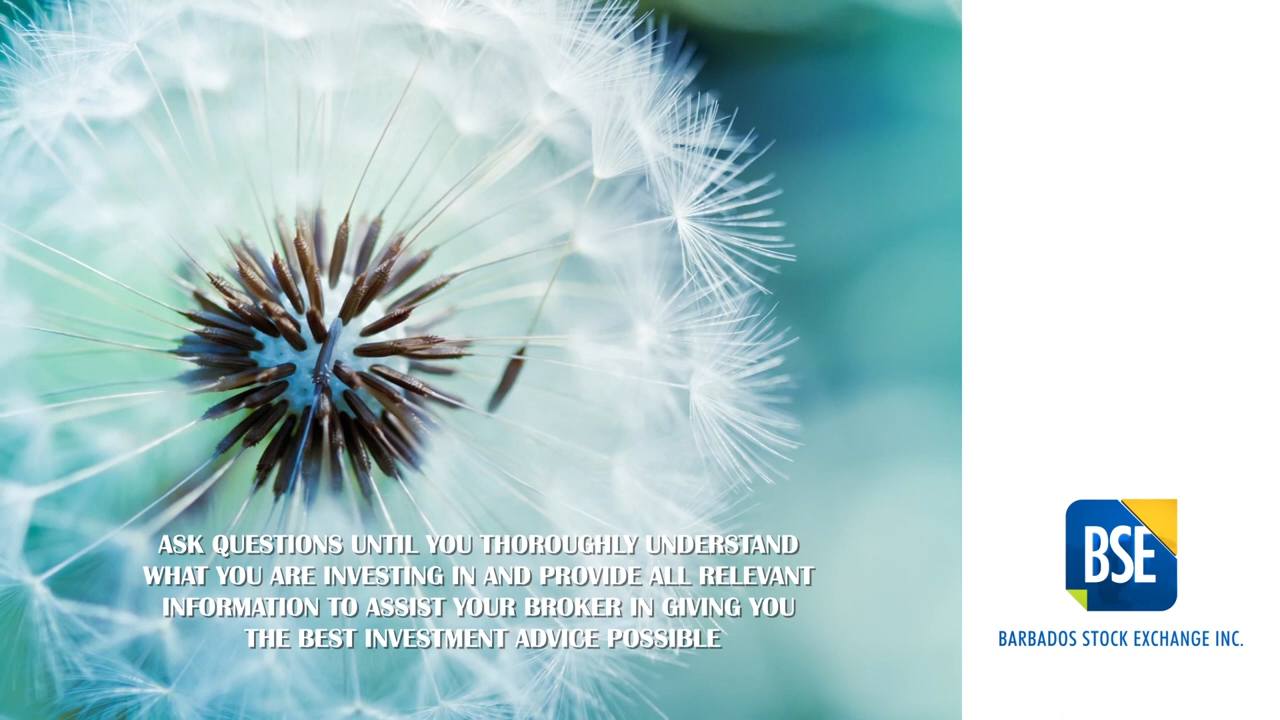 ASK QUESTIONS UNTIL YOU THOROUGHLY UNDERSTAND
WHAT YOU ARE INVESTING IN AND PROVIDE ALL RELEVANT
INFORMATION TO ASSIST YOUR BROKER IN GIVING YOU
THE BEST INVESTMENT ADVICE POSSIBLE
BSE
BARBADOS STOCK EXCHANGE INC.